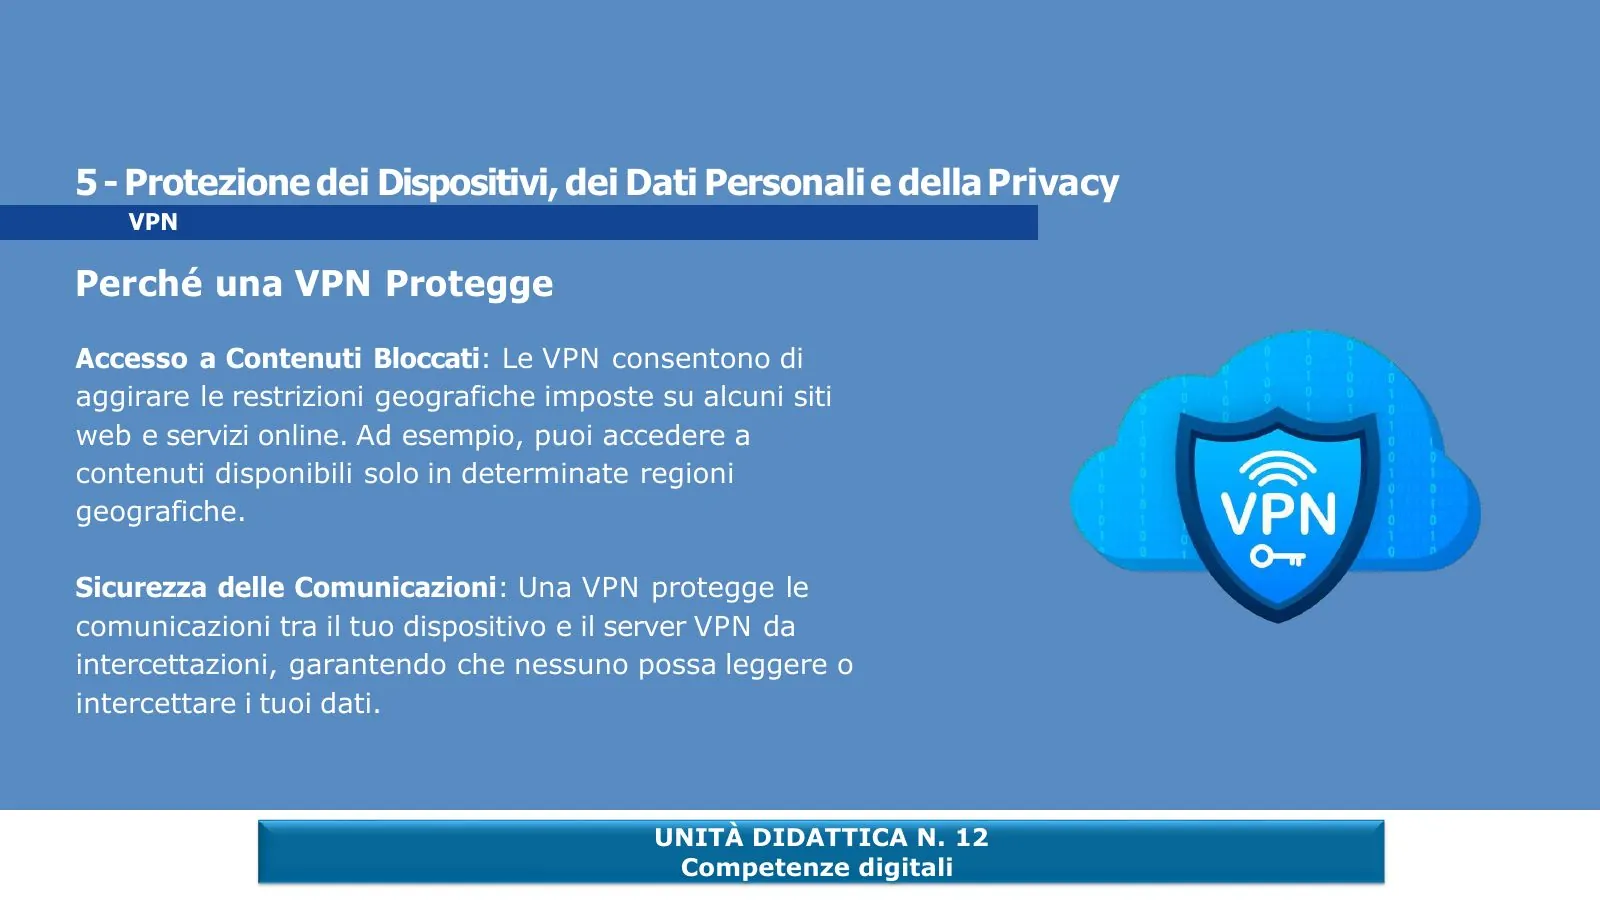 5 - Protezione dei Dispositivi, dei Dati Personali e della Privacy
VPN
Perché una VPN Protegge
Accesso a Contenuti Bloccati: Le VPN consentono di
aggirare le restrizioni geografiche imposte su alcuni siti
web e servizi online. Ad esempio, puoi accedere a
contenuti disponibili solo in determinate regioni
geografiche.
Sicurezza delle Comunicazioni: Una VPN protegge le
comunicazioni tra il tuo dispositivo e il server VPN da
intercettazioni, garantendo che nessuno possa leggere o
intercettare i tuoi dati.
VPN
UNITÀ DIDATTICA N. 12
Competenze digitali